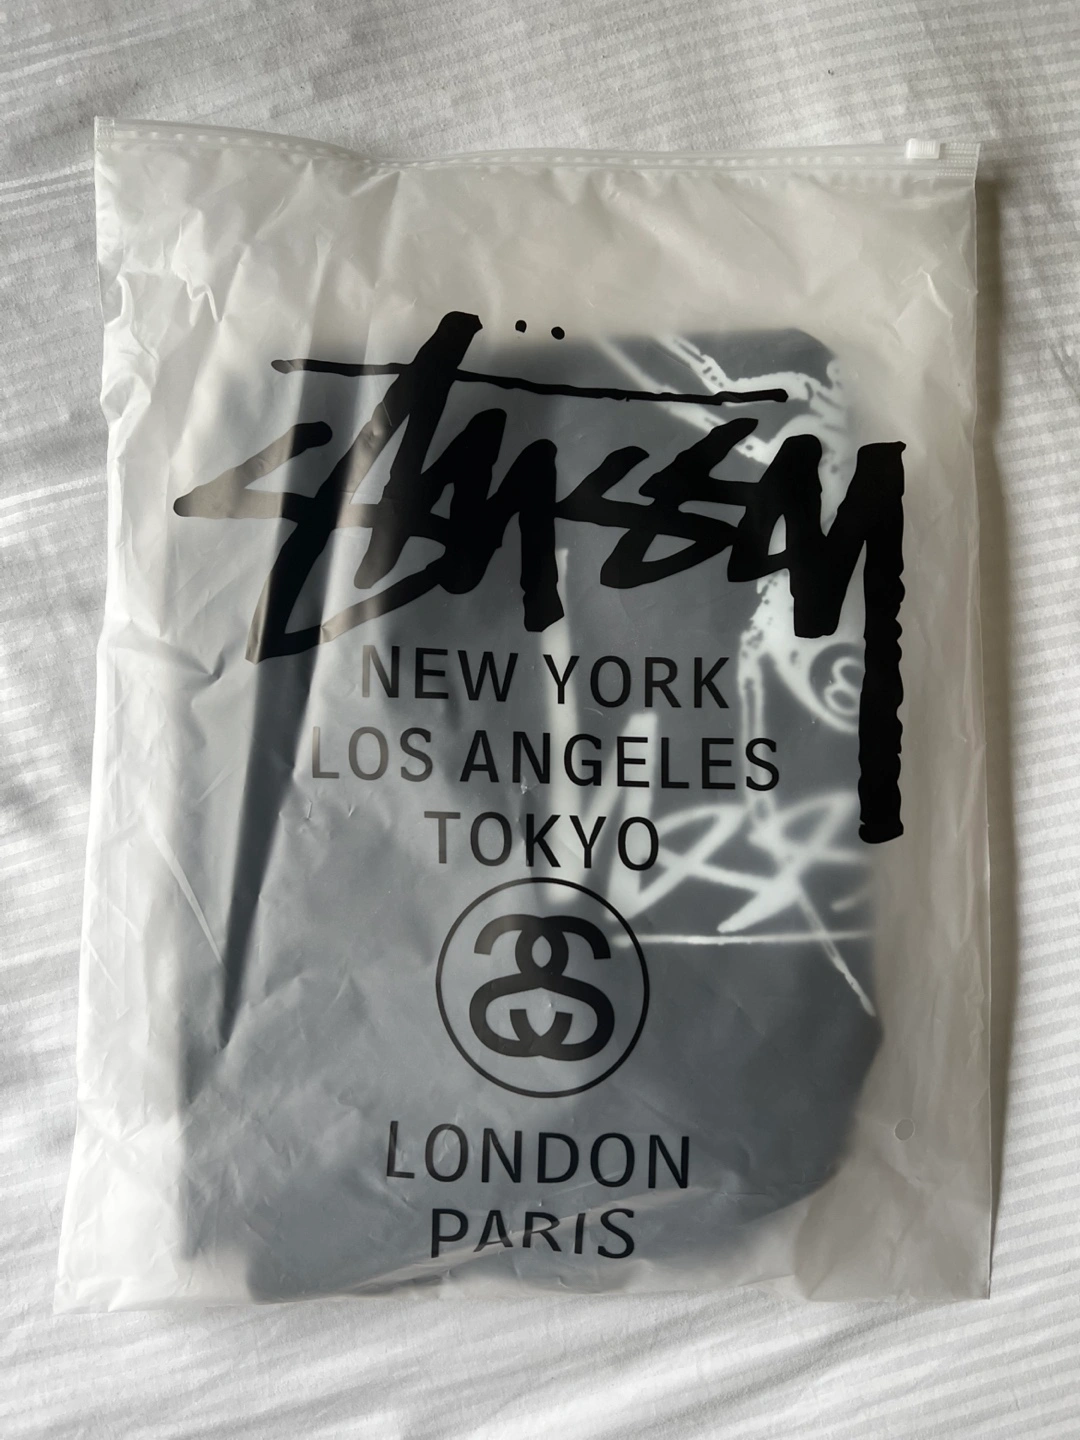 Stüssy
NEW YORK
LOS ANGELES
TOKYO
LONDON
PARIS